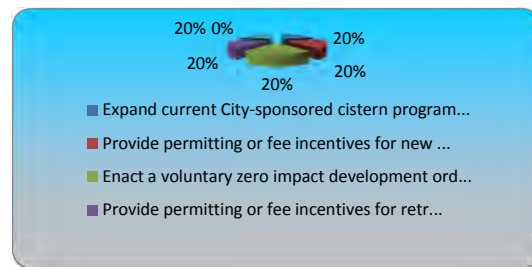 20% 0%
20%
20%
20%
20%
Expand current City-sponsored cistern program...
Provide permitting or fee incentives for new ...
Enact a voluntary zero impact development ord...
Provide permitting or fee incentives for retr...